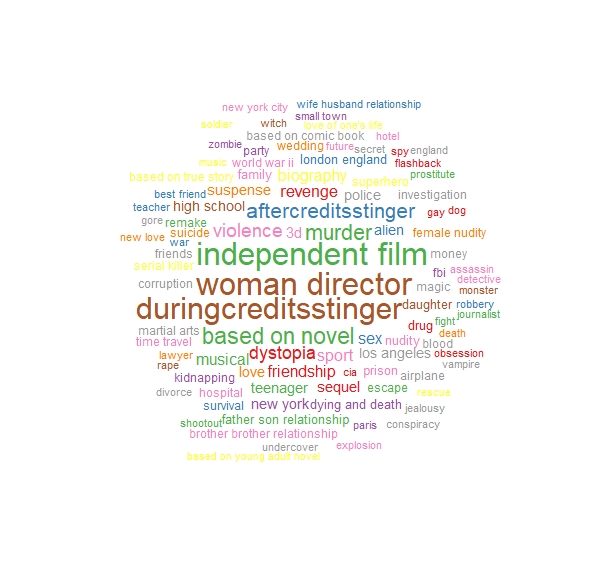 new york city wife husband relationship
small town
soldier witch love of one's life
based on comic book hotel
zombie party wedding future secret spy england
music world war ii london england flashback
based on true story family biography superhero prostitute
best friend suspense revenge police investigation
teacher high school aftercreditsstinger gay dog
gore remake
new love suicide violence 3d murder alien female nudity
war
friends independent film money
serial killer fbi assassin
corruption woman director magic detective
monster
duringcreditsstinger daughter robbery
journalist
martial arts based on novel sex drug fight
time travel nudity blood death
lawyer musical dystopia sport los angeles obsession
rape vampire
kidnapping love friendship cia prison airplane
divorce hospital teenager sequel escape rescue
survival new york dying and death jealousy
shootout father son relationship paris conspiracy
brother brother relationship
undercover explosion
based on young adult novel